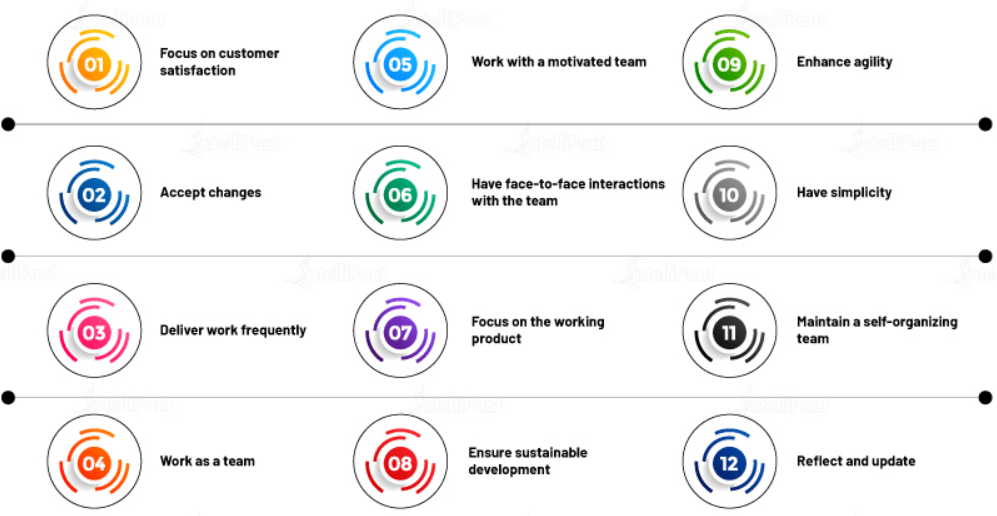 01
Focus on customer
satisfaction
05
Work with a motivated team
09
Enhance agility
02
Accept changes
06
Have face-to-face interactions
with the team
10
Have simplicity
03
Deliver work frequently
07
Focus on the working
product
11
Maintain a self-organizing
team
04
Work as a team
08
Ensure sustainable
development
12
Reflect and update